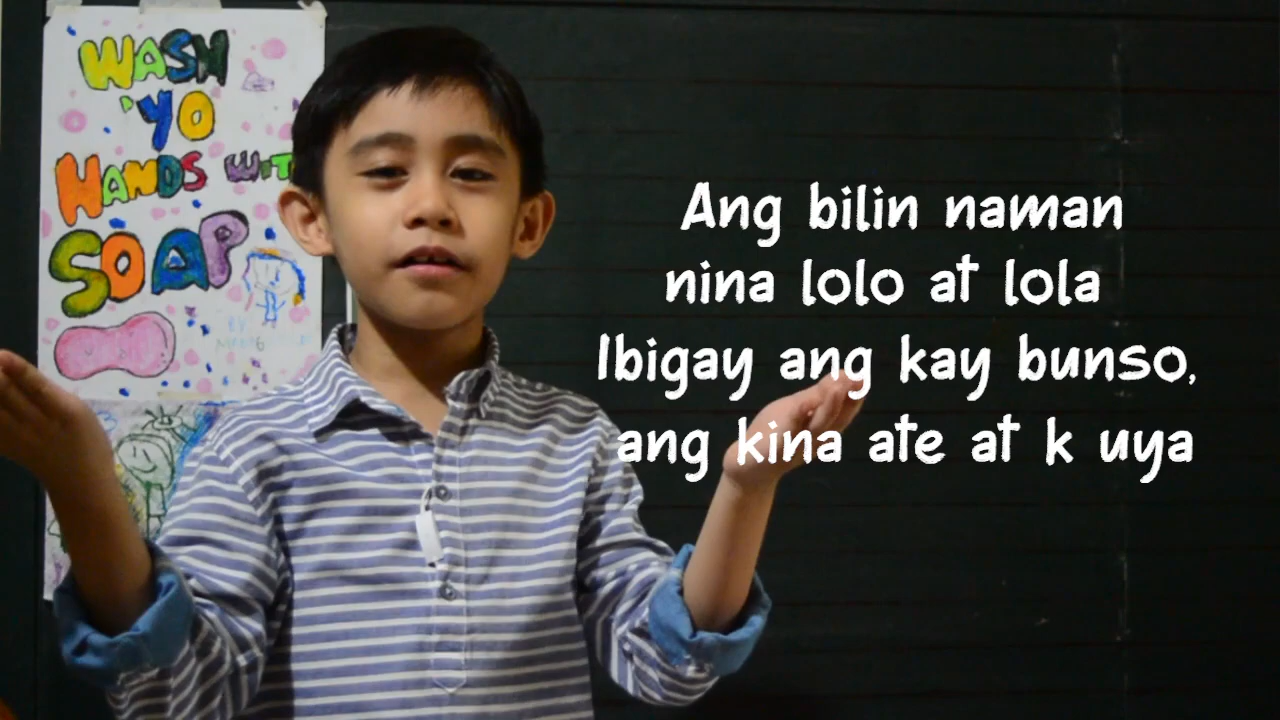 WASH
'YO
HANDS WIT
SOAP
BY
Ang bilin naman
nina lolo at lola
Ibigay ang kay bunso,
ang kina ate at k uya